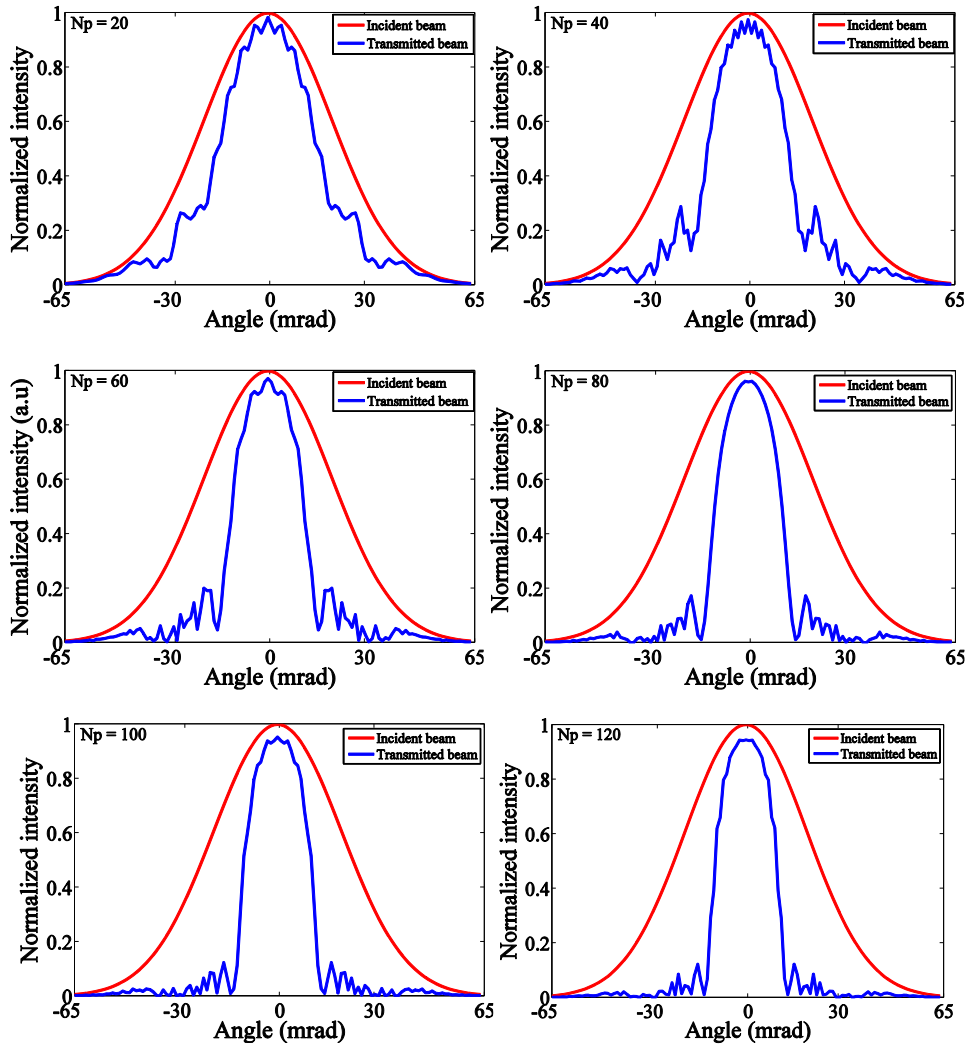 Np = 20
Incident beam
Transmitted beam
1
0.8
0.6
0.4
0.2
0
Normalized intensity
-65 -30 0 30 65
Angle (mrad)
Np = 40
Incident beam
Transmitted beam
1
0.8
0.6
0.4
0.2
0
Normalized intensity
-65 -30 0 30 65
Angle (mrad)
Np = 60
Incident beam
Transmitted beam
1
0.8
0.6
0.4
0.2
0
Normalized intensity (a.u)
-65 -30 0 30 65
Angle (mrad)
Np = 80
Incident beam
Transmitted beam
1
0.8
0.6
0.4
0.2
0
Normalized intensity
-65 -30 0 30 65
Angle (mrad)
Np = 100
Incident beam
Transmitted beam
1
0.8
0.6
0.4
0.2
0
Normalized intensity
-65 -30 0 30 65
Angle (mrad)
Np = 120
Incident beam
Transmitted beam
1
0.8
0.6
0.4
0.2
0
Normalized intensity
-65 -30 0 30 65
Angle (mrad)